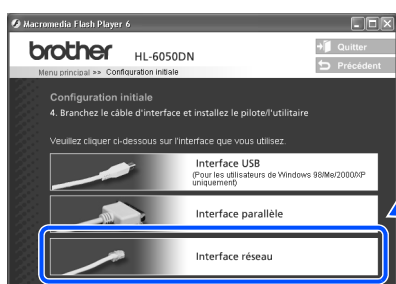 Macromedia Flash Player 6
brother HL-6050DN
Quitter
Menu principal »» Configuration initiale
Précédent
Configuration initiale
4. Branchez le câble d'interface et installez le pilote/l'utilitaire
Veuillez cliquer ci-dessous sur l'interface que vous utilisez.
Interface USB
(Pour les utilisateurs de Windows 98/Me/2000/XP
uniquement)
Interface parallèle
Interface réseau